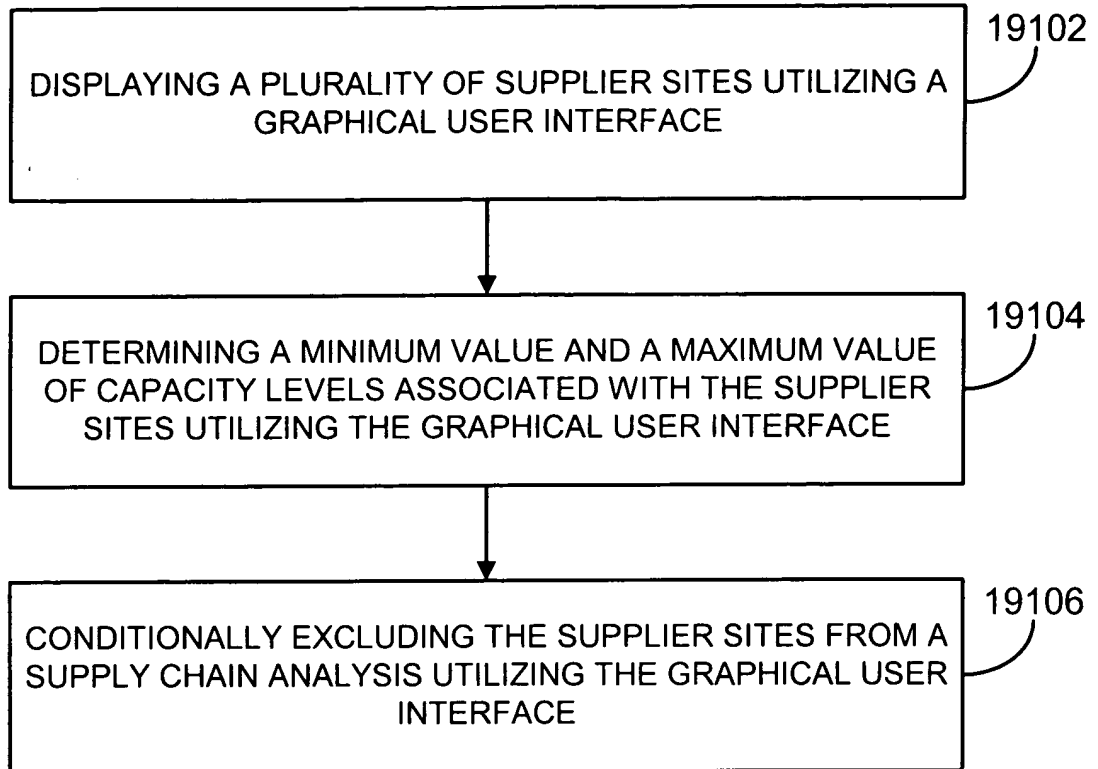 19102
DISPLAYING A PLURALITY OF SUPPLIER SITES UTILIZING A
GRAPHICAL USER INTERFACE
19104
DETERMINING A MINIMUM VALUE AND A MAXIMUM VALUE
OF CAPACITY LEVELS ASSOCIATED WITH THE SUPPLIER
SITES UTILIZING THE GRAPHICAL USER INTERFACE
19106
CONDITIONALLY EXCLUDING THE SUPPLIER SITES FROM A
SUPPLY CHAIN ANALYSIS UTILIZING THE GRAPHICAL USER
INTERFACE